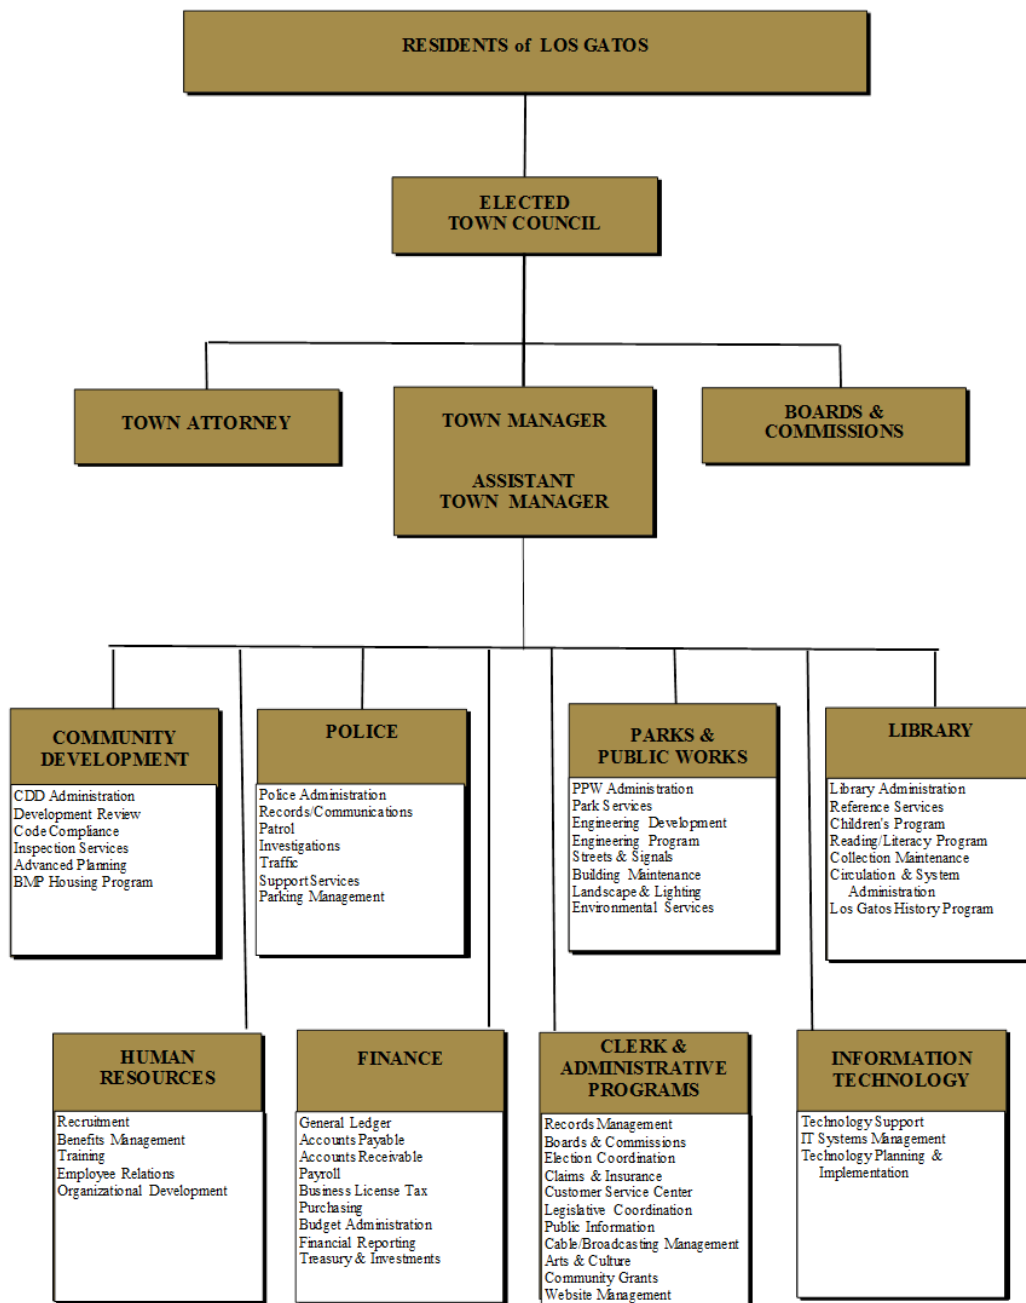 RESIDENTS of LOS GATOS
ELECTED
TOWN COUNCIL
TOWN ATTORNEY
TOWN MANAGER
ASSISTANT
TOWN MANAGER
BOARDS &
COMMISSIONS
COMMUNITY
DEVELOPMENT
CDD Administration
Development Review
Code Compliance
Inspection Services
Advanced Planning
BMP Housing Program
POLICE
Police Administration
Records/Communications
Patrol
Investigations
Traffic
Support Services
Parking Management
PARKS &
PUBLIC WORKS
PPW Administration
Park Services
Engineering Development
Engineering Program
Streets & Signals
Building Maintenance
Landscape & Lighting
Environmental Services
LIBRARY
Library Administration
Reference Services
Children's Program
Reading/Literacy Program
Collection Maintenance
Circulation & System
Administration
Los Gatos History Program
HUMAN
RESOURCES
Recruitment
Benefits Management
Training
Employee Relations
Organizational Development
FINANCE
General Ledger
Accounts Payable
Accounts Receivable
Payroll
Business License Tax
Purchasing
Budget Administration
Financial Reporting
Treasury & Investments
CLERK &
ADMINISTRATIVE
PROGRAMS
Records Management
Boards & Commissions
Election Coordination
Claims & Insurance
Customer Service Center
Legislative Coordination
Public Information
Cable/Broadcasting Management
Arts & Culture
Community Grants
Website Management
INFORMATION
TECHNOLOGY
Technology Support
IT Systems Management
Technology Planning &
Implementation